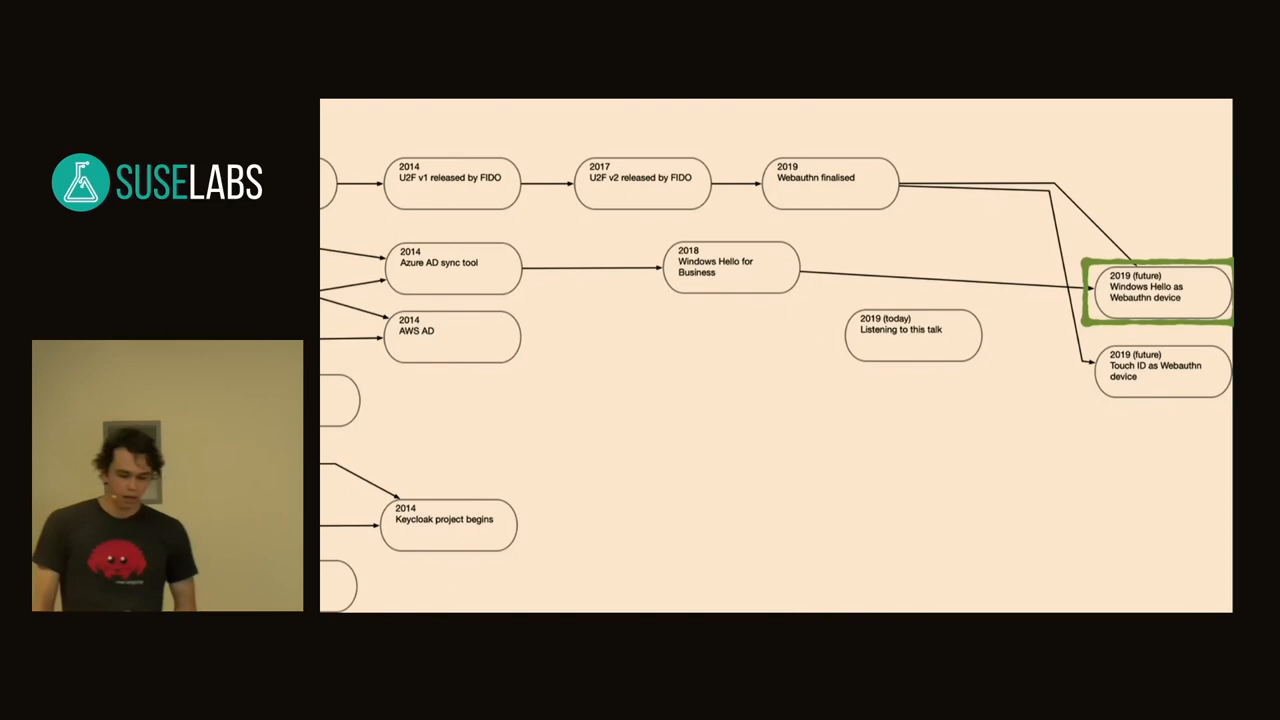 SUSELABS
2014
U2F v1 released by FIDO
2017
U2F v2 released by FIDO
2019
Webauthn finalised
2014
Azure AD sync tool
2018
Windows Hello for
Business
2019 (future)
Windows Hello as
Webauthn device
2014
AWS AD
2019 (today)
Listening to this talk
2019 (future)
Touch ID as Webauthn
device
2014
Keycloak project begins